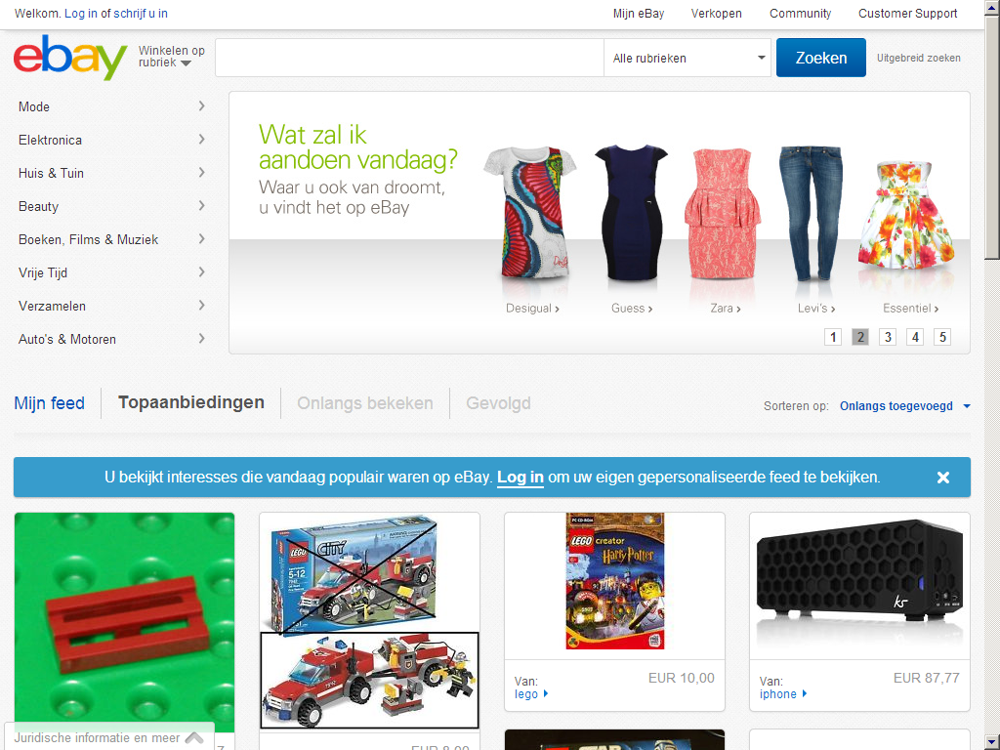 Welkom. Log in of schrijf u in
Mijn eBay
Verkopen
Community
Customer Support
ebay
Winkelen op
rubriek
Alle rubrieken
Zoeken
Uitgebreid zoeken
Mode
Elektronica
Huis & Tuin
Beauty
Boeken, Films & Muziek
Vrije Tijd
Verzamelen
Auto's & Motoren
Wat zal ik
aandoen vandaag?
Waar u ook van droomt,
u vindt het op eBay
Desigual
Guess
Zara
Levi's
Essentiel
1 2 3 4 5
Mijn feed
Topaanbiedingen
Onlangs bekeken
Gevolgd
Sorteren op: Onlangs toegevoegd
U bekijkt interesses die vandaag populair waren op eBay. Log in om uw eigen gepersonaliseerde feed te bekijken.
LEGO
CITY
5-12
PC CD-ROM
LEGO creator
Harry Potter
KS
Van:
lego
EUR 10,00
Van:
iphone
EUR 87,77
Juridische informatie en meer
EUR 8,00